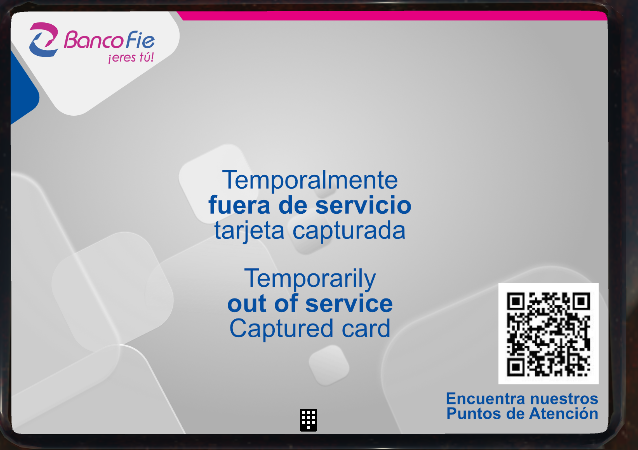 Banco Fie
¡eres tú!
Temporalmente
fuera de servicio
tarjeta capturada
Temporarily
out of service
Captured card
Encuentra nuestros
Puntos de Atención